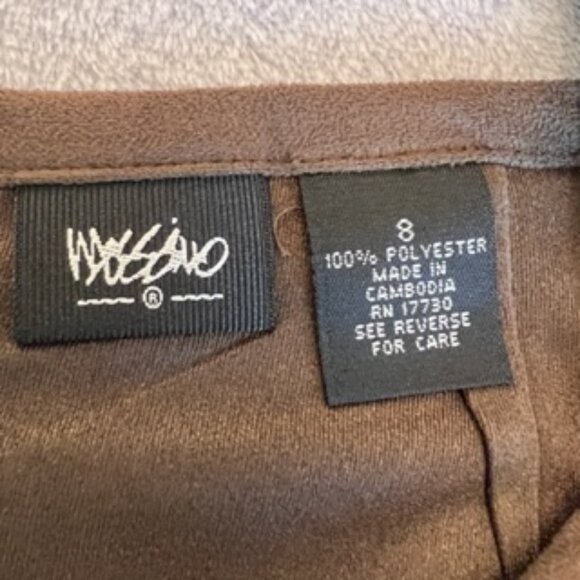 mossimo
®
8
100% POLYESTER
MADE IN
CAMBODIA
RN 17730
SEE REVERSE
FOR CARE